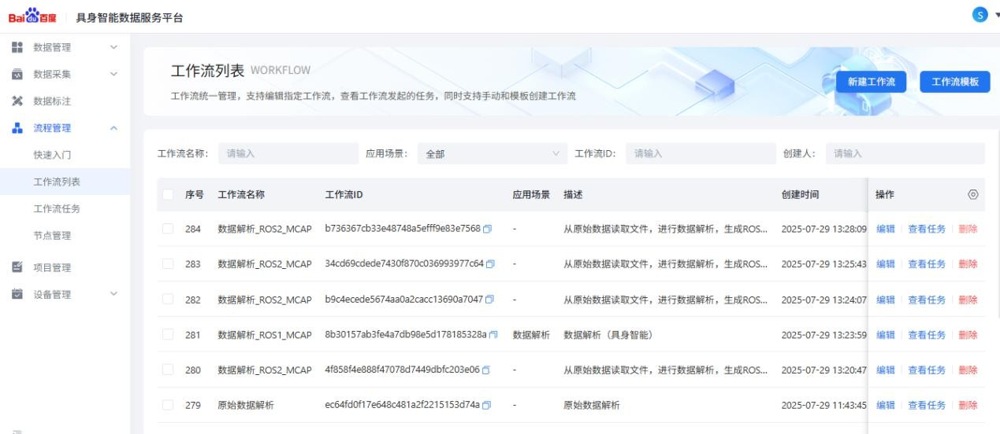 Bai du 百度 具身智能数据服务平台 S
数据管理
数据采集
数据标注
流程管理
快速入门
工作流列表
工作流任务
节点管理
项目管理
设备管理
工作流列表 WORKFLOW
工作流统一管理，支持编辑指定工作流，查看工作流发起的任务，同时支持手动和模板创建工作流
新建工作流 工作流模板
工作流名称： 请输入 应用场景： 全部 工作流ID： 请输入 创建人： 请输入
序号 工作流名称 工作流ID 应用场景 描述 创建时间 操作
284 数据解析_ROS2_MCAP b736367cb33e48748a5efff9e83e7568 - 从原始数据读取文件，进行数据解析，生成ROS... 2025-07-29 13:28:09 编辑 查看任务 删除
283 数据解析_ROS2_MCAP 34cd69cdede7430f870c036993977c64 - 从原始数据读取文件，进行数据解析，生成ROS... 2025-07-29 13:25:43 编辑 查看任务 删除
282 数据解析_ROS2_MCAP b9c4ecede5674aa0a2cacc13690a7047 - 从原始数据读取文件，进行数据解析，生成ROS... 2025-07-29 13:24:07 编辑 查看任务 删除
281 数据解析_ROS1_MCAP 8b30157ab3fe4a7db98e5d178185328a 数据解析 数据解析（具身智能） 2025-07-29 13:23:59 编辑 查看任务 删除
280 数据解析_ROS2_MCAP 4f858f4e888f47078d7449dbfc203e06 - 从原始数据读取文件，进行数据解析，生成ROS... 2025-07-29 13:20:47 编辑 查看任务 删除
279 原始数据解析 ec64fd0f17e648c481a2f2215153d74a - 原始数据解析 2025-07-29 11:43:45 编辑 查看任务 删除